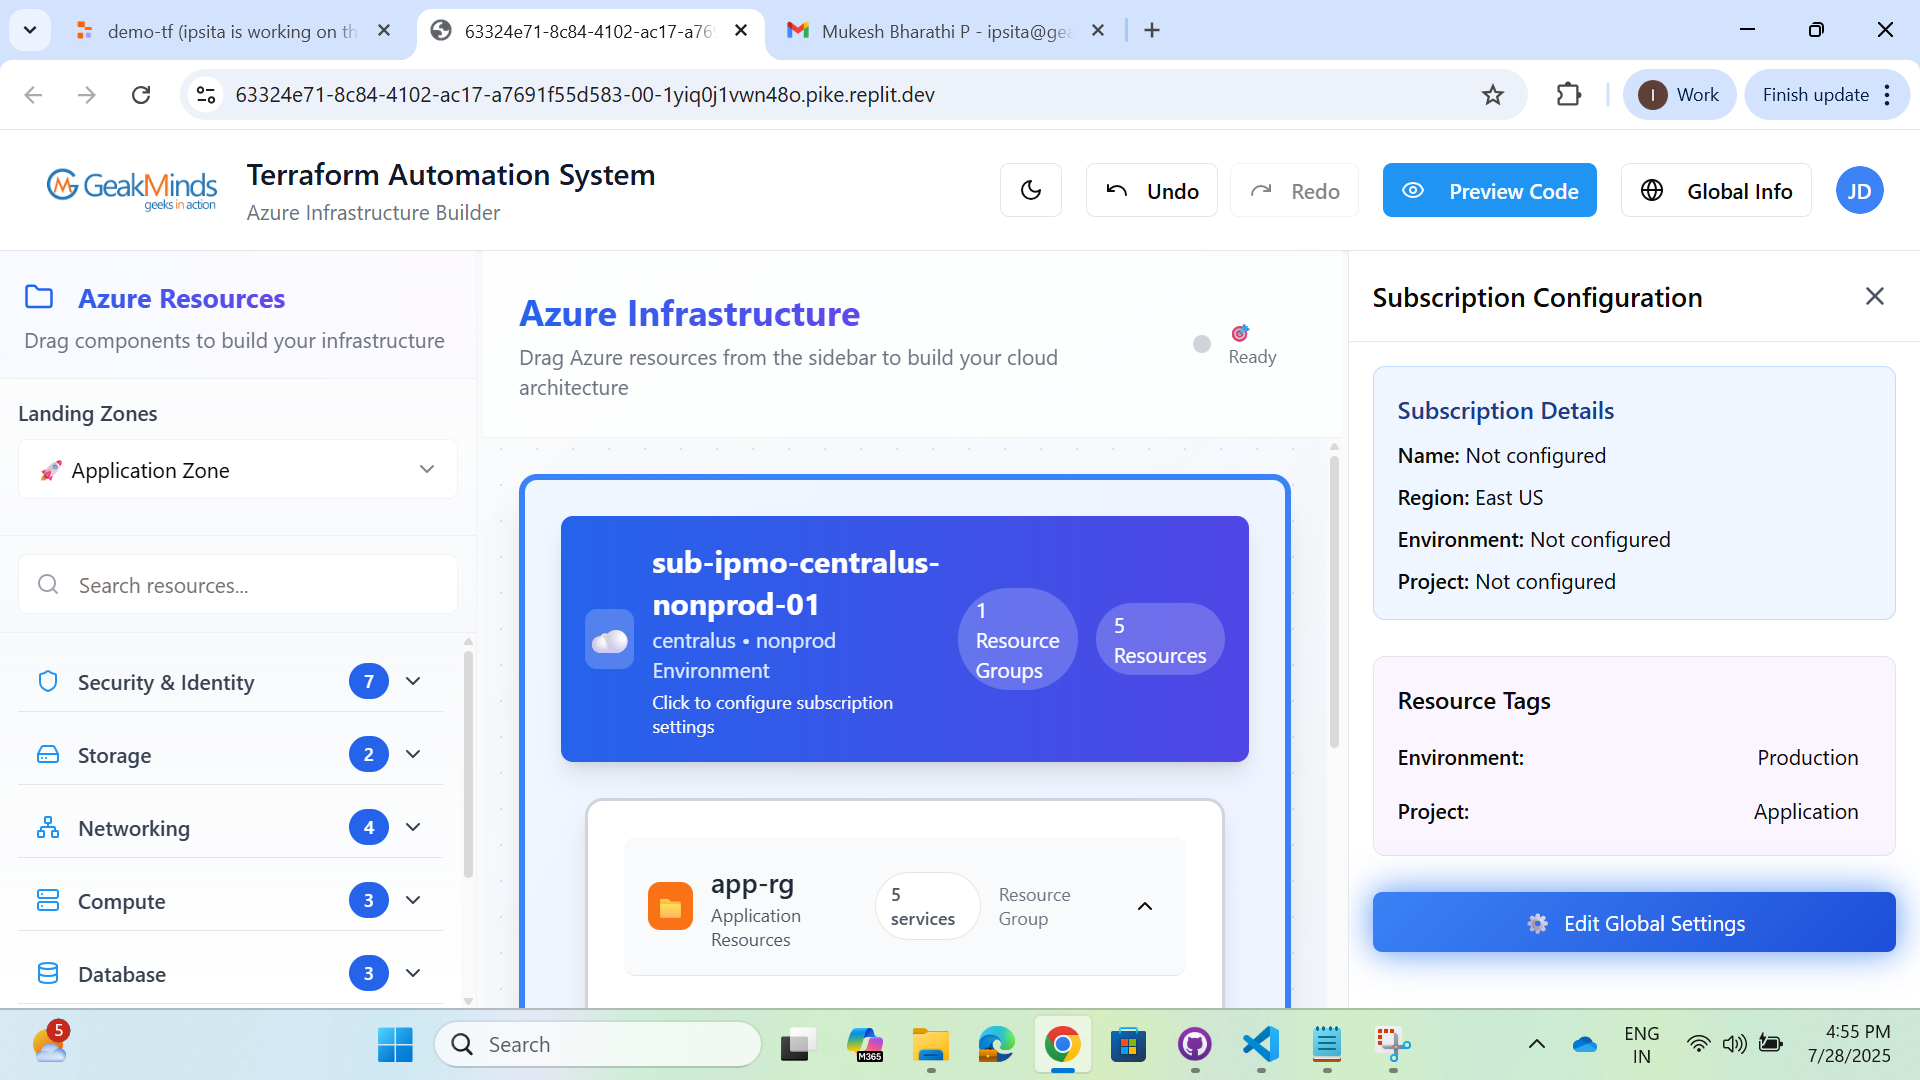 demo-tf (ipsita is working on th
63324e71-8c84-4102-ac17-a769
Mukesh Bharathi P - ipsita@gea
63324e71-8c84-4102-ac17-a7691f55d583-00-1yiq0j1vwn48o.pike.replit.dev
I
Work
Finish update
GeakMinds
geeks in action
Terraform Automation System
Azure Infrastructure Builder
Undo
Redo
Preview Code
Global Info
JD
Azure Resources
Drag components to build your infrastructure
Landing Zones
Application Zone
Search resources...
Security & Identity
7
Storage
2
Networking
4
Compute
3
Database
3
Azure Infrastructure
Drag Azure resources from the sidebar to build your cloud
architecture
Ready
sub-ipmo-centralus-
nonprod-01
centralus • nonprod
Environment
Click to configure subscription
settings
1
Resource
Groups
5
Resources
app-rg
Application
Resources
5
services
Resource
Group
Subscription Configuration
Subscription Details
Name: Not configured
Region: East US
Environment: Not configured
Project: Not configured
Resource Tags
Environment: Production
Project: Application
Edit Global Settings
5
Search
M365
ENG
IN
4:55 PM
7/28/2025